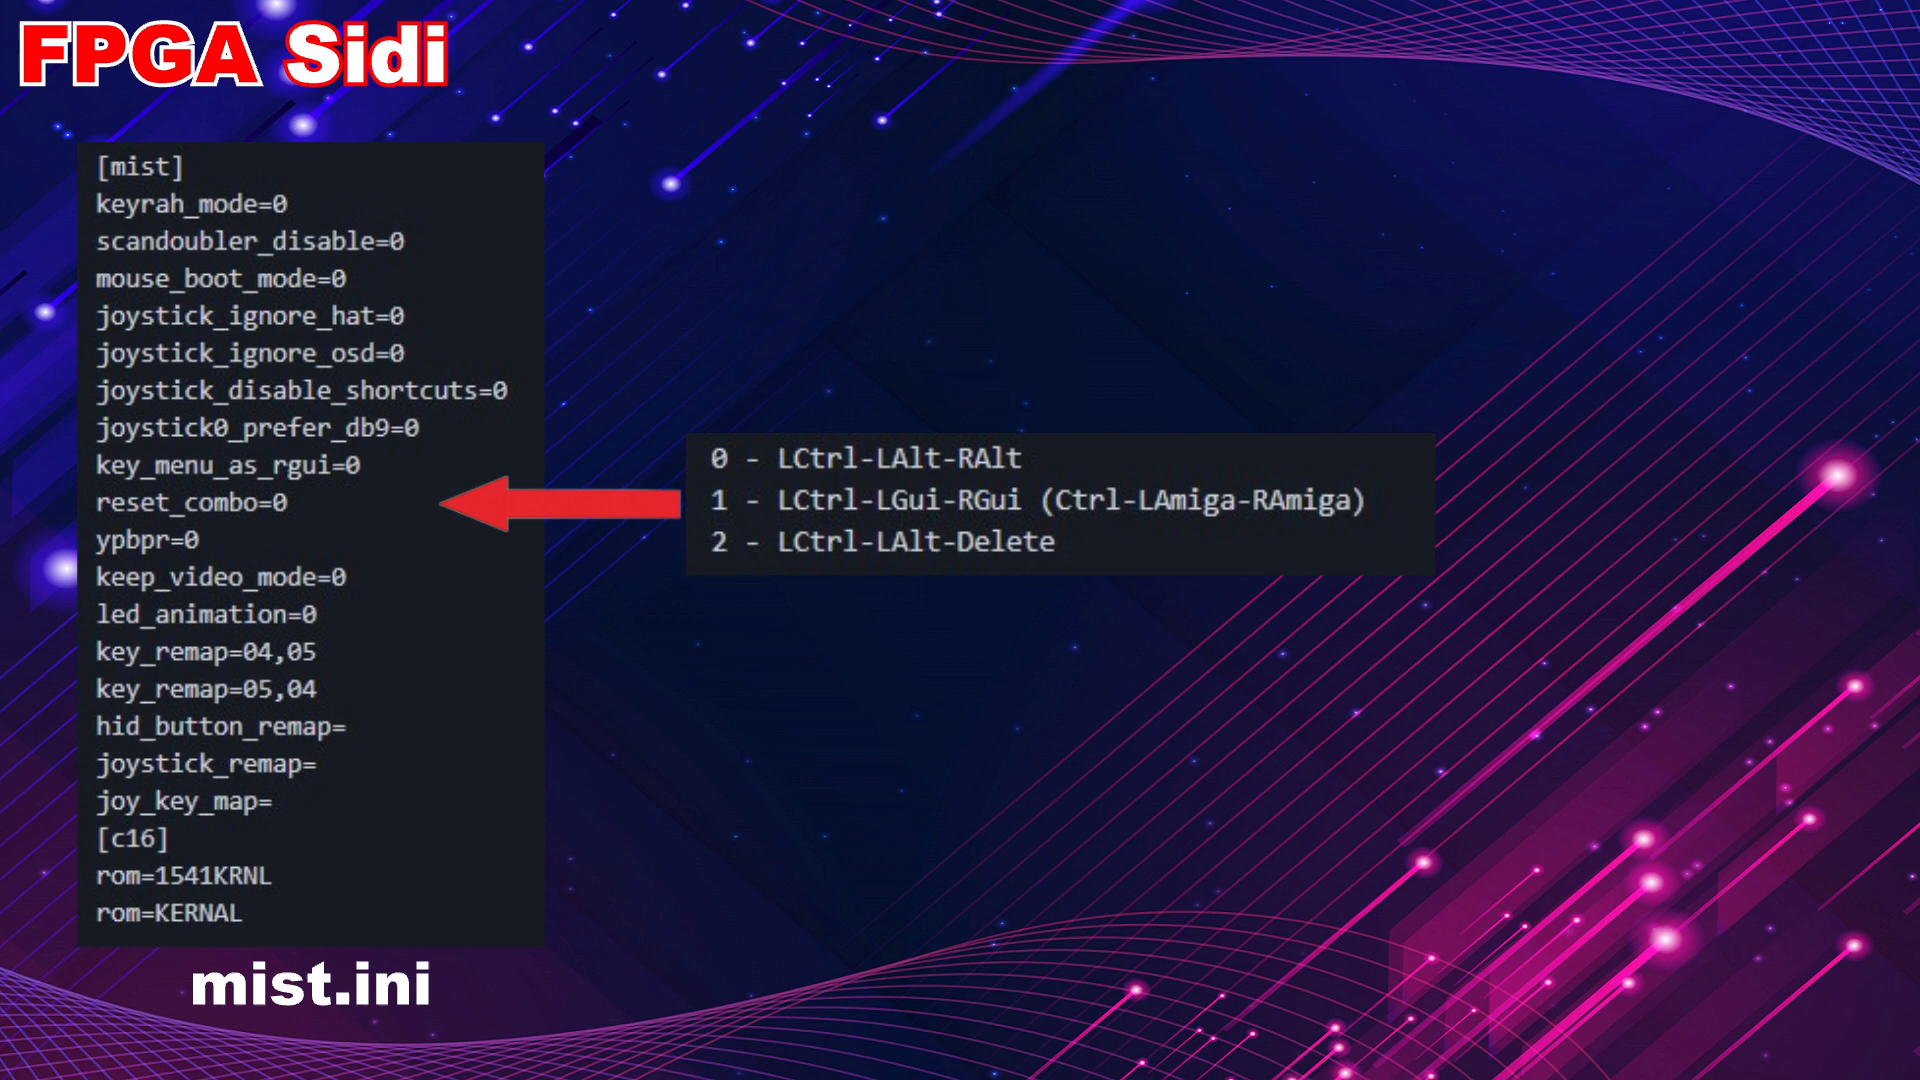 FPGA Sidi
[mist]
keyrah_mode=0
scandoubler_disable=0
mouse_boot_mode=0
joystick_ignore_hat=0
joystick_ignore_osd=0
joystick_disable_shortcuts=0
joystick0_prefer_db9=0
key_menu_as_rgui=0
reset_combo=0
ypbpr=0
keep_video_mode=0
led_animation=0
key_remap=04,05
key_remap=05,04
hid_button_remap=
joystick_remap=
joy_key_map=
[c16]
rom=1541KRNL
rom=KERNAL
0 - LCtrl-LAlt-RAlt
1 - LCtrl-LGui-RGui (Ctrl-LAmiga-RAmiga)
2 - LCtrl-LAlt-Delete
mist.ini